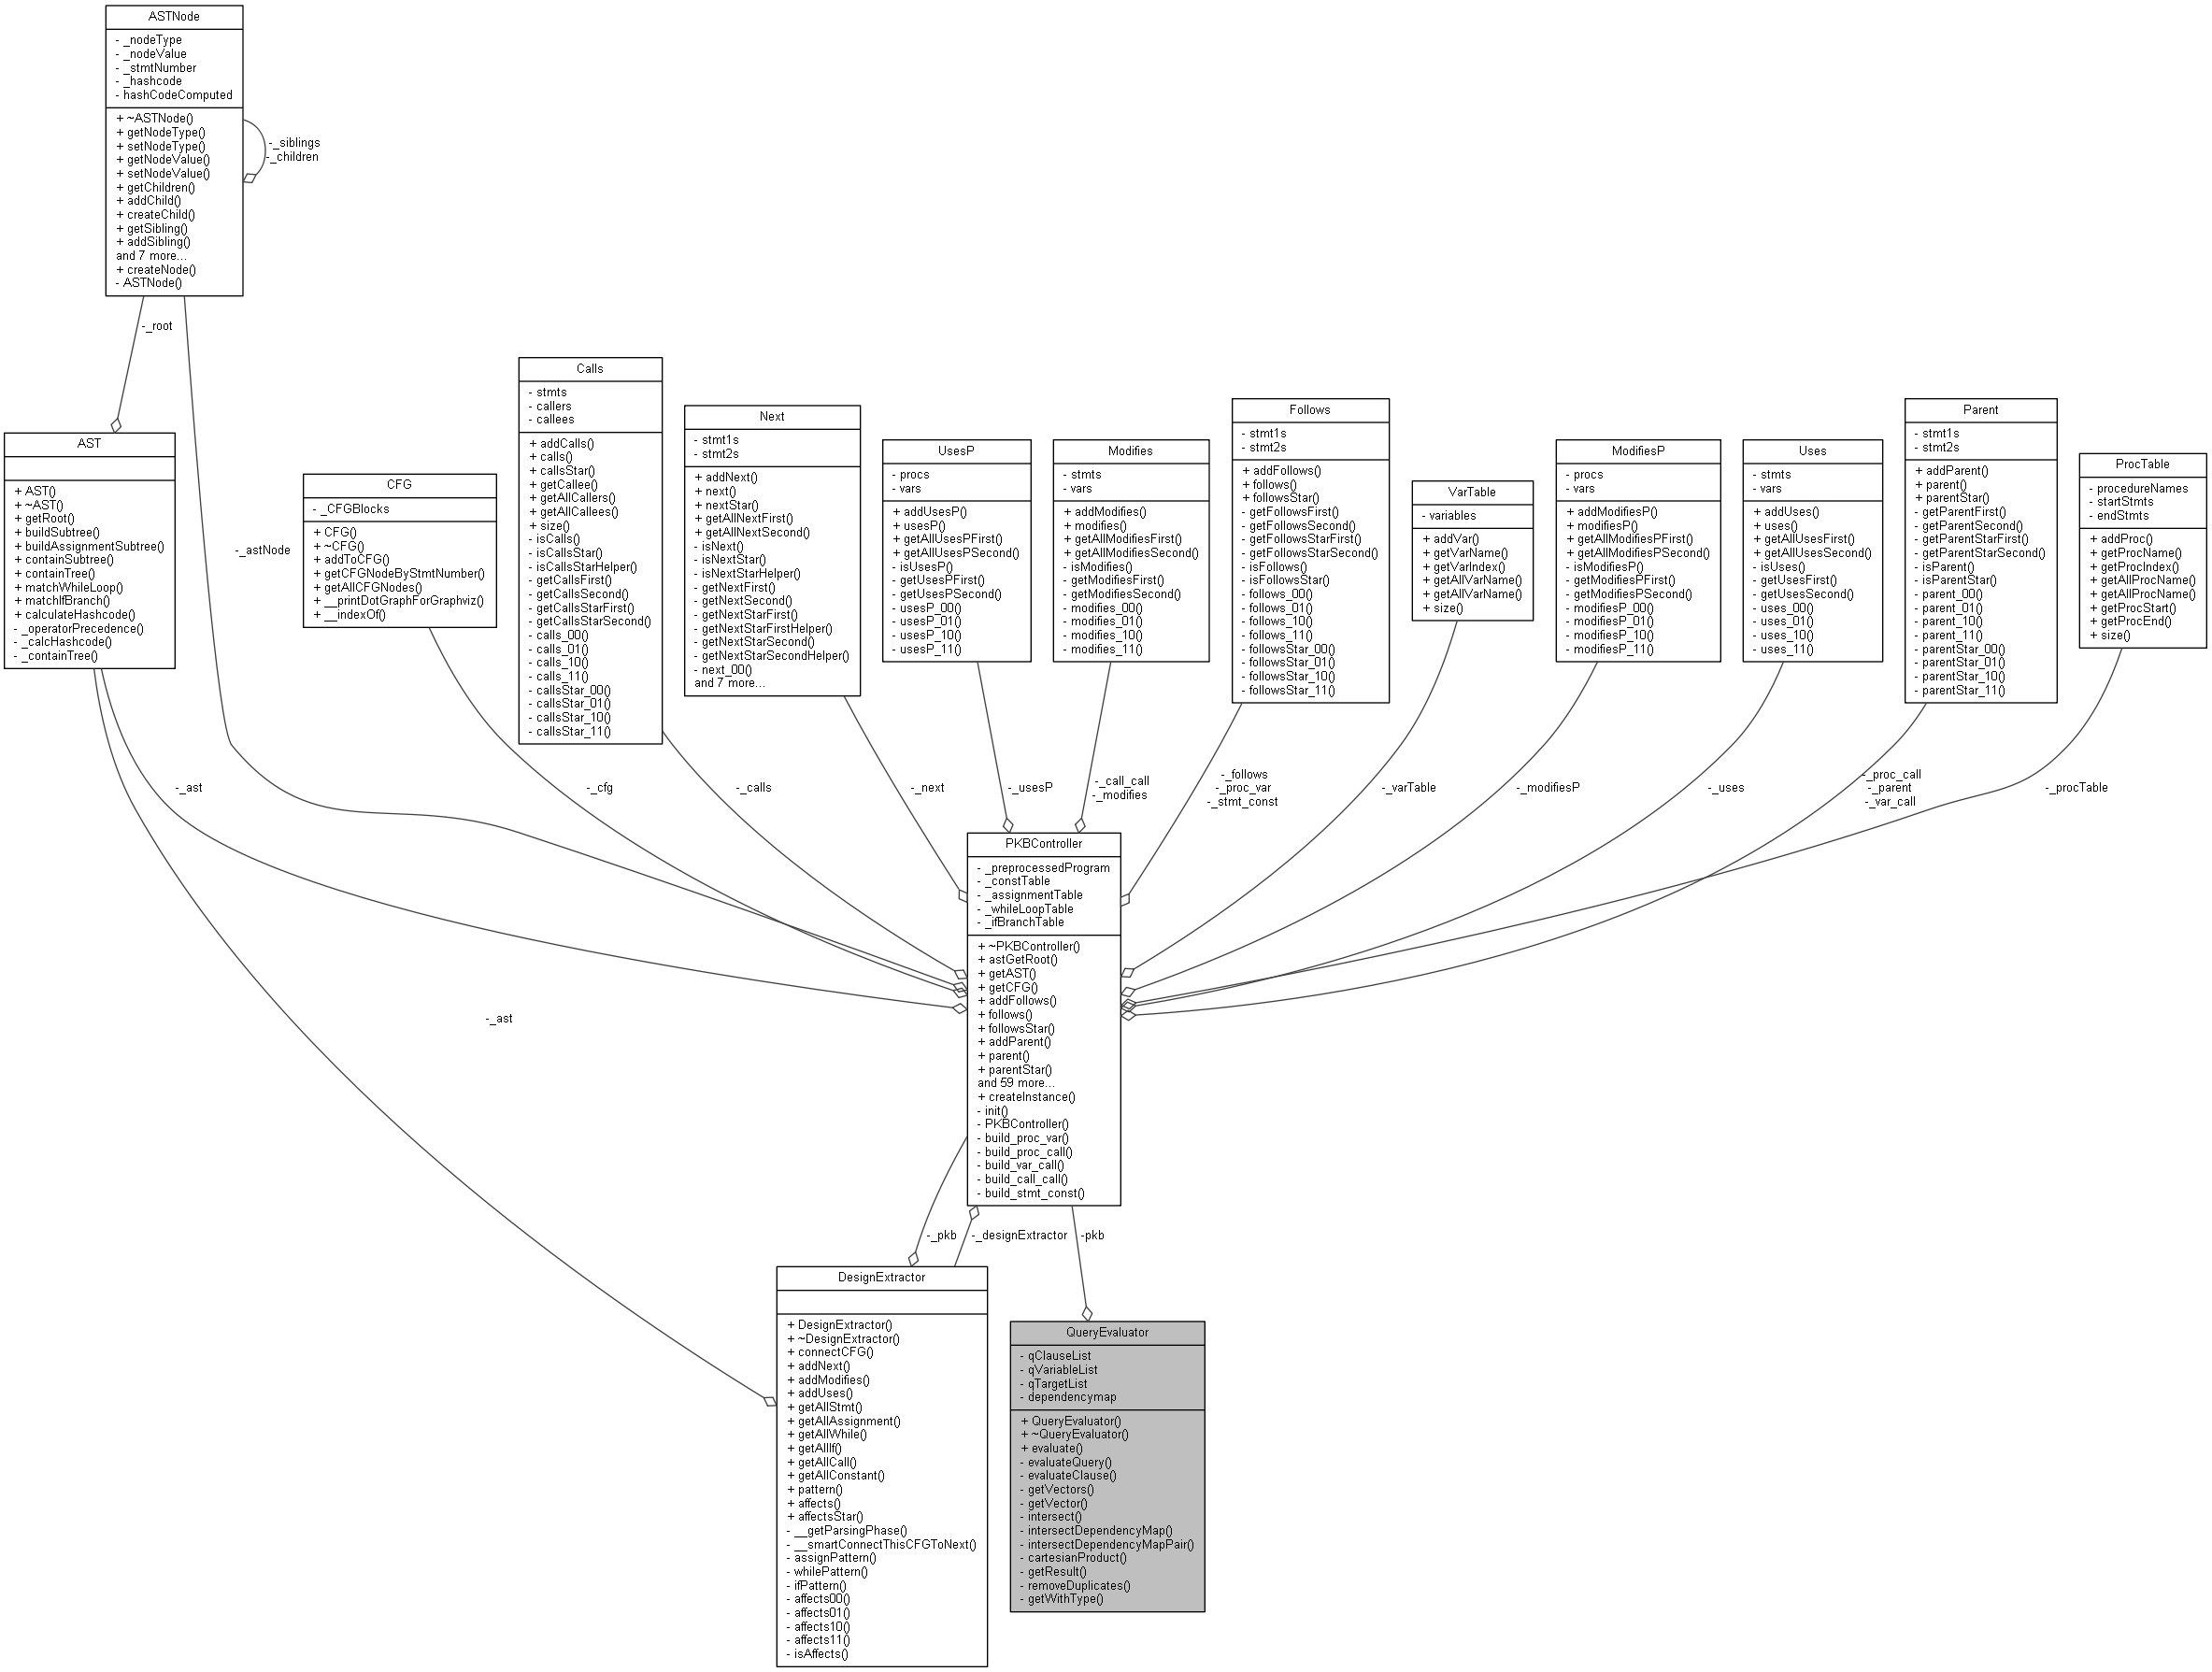 ASTNode
- _nodeType
- _nodeValue
- _stmtNumber
- _hashcode
- hashCodeComputed
+ ~ASTNode()
+ getNodeType()
+ setNodeType()
+ getNodeValue()
+ setNodeValue()
+ getChildren()
+ addChild()
+ createChild()
+ getSibling()
+ addSibling()
and 7 more...
+ createNode()
- ASTNode()
-_siblings
-_children
-_root
AST
+ AST()
+ ~AST()
+ getRoot()
+ buildSubtree()
+ buildAssignmentSubtree()
+ containSubtree()
+ containTree()
+ matchWhileLoop()
+ matchIfBranch()
+ calculateHashcode()
- _operatorPrecedence()
- _calcHashcode()
- _containTree()
-_astNode
CFG
- _CFGBlocks
+ CFG()
+ ~CFG()
+ addToCFG()
+ getCFGNodeByStmtNumber()
+ getAllCFGNodes()
+ __printDotGraphForGraphviz()
+ __indexOf()
Calls
- stmts
- callers
- callees
+ addCalls()
+ calls()
+ callsStar()
+ getCallee()
+ getAllCallers()
+ getAllCallees()
+ size()
- isCalls()
- isCallsStar()
- isCallsStarHelper()
- getCallsFirst()
- getCallsSecond()
- getCallsStarFirst()
- getCallsStarSecond()
- calls_00()
- calls_01()
- calls_10()
- calls_11()
- callsStar_00()
- callsStar_01()
- callsStar_10()
- callsStar_11()
Next
- stmt1s
- stmt2s
+ addNext()
+ next()
+ nextStar()
+ getAllNextFirst()
+ getAllNextSecond()
- isNext()
- isNextStar()
- isNextStarHelper()
- getNextFirst()
- getNextSecond()
- getNextStarFirst()
- getNextStarFirstHelper()
- getNextStarSecond()
- getNextStarSecondHelper()
- next_00()
and 7 more...
UsesP
- procs
- vars
+ addUsesP()
+ usesP()
+ getAllUsesPFirst()
+ getAllUsesPSecond()
- isUsesP()
- getUsesPFirst()
- getUsesPSecond()
- usesP_00()
- usesP_01()
- usesP_10()
- usesP_11()
Modifies
- stmts
- vars
+ addModifies()
+ modifies()
+ getAllModifiesFirst()
+ getAllModifiesSecond()
- isModifies()
- getModifiesFirst()
- getModifiesSecond()
- modifies_00()
- modifies_01()
- modifies_10()
- modifies_11()
Follows
- stmt1s
- stmt2s
+ addFollows()
+ follows()
+ followsStar()
- getFollowsFirst()
- getFollowsSecond()
- getFollowsStarFirst()
- getFollowsStarSecond()
- isFollows()
- isFollowsStar()
- follows_00()
- follows_01()
- follows_10()
- follows_11()
- followsStar_00()
- followsStar_01()
- followsStar_10()
- followsStar_11()
VarTable
- variables
+ addVar()
+ getVarName()
+ getVarIndex()
+ getAllVarName()
+ getAllVarName()
+ size()
ModifiesP
- procs
- vars
+ addModifiesP()
+ modifiesP()
+ getAllModifiesPFirst()
+ getAllModifiesPSecond()
- isModifiesP()
- getModifiesPFirst()
- getModifiesPSecond()
- modifiesP_00()
- modifiesP_01()
- modifiesP_10()
- modifiesP_11()
Uses
- stmts
- vars
+ addUses()
+ uses()
+ getAllUsesFirst()
+ getAllUsesSecond()
- isUses()
- getUsesFirst()
- getUsesSecond()
- uses_00()
- uses_01()
- uses_10()
- uses_11()
Parent
- stmt1s
- stmt2s
+ addParent()
+ parent()
+ parentStar()
- getParentFirst()
- getParentSecond()
- getParentStarFirst()
- getParentStarSecond()
- isParent()
- isParentStar()
- parent_00()
- parent_01()
- parent_10()
- parent_11()
- parentStar_00()
- parentStar_01()
- parentStar_10()
- parentStar_11()
ProcTable
- procedureNames
- startStmts
- endStmts
+ addProc()
+ getProcName()
+ getProcIndex()
+ getAllProcName()
+ getAllProcName()
+ getProcStart()
+ getProcEnd()
+ size()
-_ast
-_cfg
-_calls
-_next
-_usesP
-_call_call
-_modifies
-_follows
-_proc_var
-_stmt_const
-_varTable
-_modifiesP
-_uses
-_proc_call
-_parent
-_var_call
-_procTable
PKBController
- _preprocessedProgram
- _constTable
- _assignmentTable
- _whileLoopTable
- _ifBranchTable
+ ~PKBController()
+ astGetRoot()
+ getAST()
+ getCFG()
+ addFollows()
+ follows()
+ followsStar()
+ addParent()
+ parent()
+ parentStar()
and 59 more...
+ createInstance()
- init()
- PKBController()
- build_proc_var()
- build_proc_call()
- build_var_call()
- build_call_call()
- build_stmt_const()
-_ast
-_pkb
-_designExtractor
-pkb
DesignExtractor
+ DesignExtractor()
+ ~DesignExtractor()
+ connectCFG()
+ addNext()
+ addModifies()
+ addUses()
+ getAllStmt()
+ getAllAssignment()
+ getAllWhile()
+ getAllIf()
+ getAllCall()
+ getAllConstant()
+ pattern()
+ affects()
+ affectsStar()
- __getParsingPhase()
- __smartConnectThisCFGToNext()
- assignPattern()
- whilePattern()
- ifPattern()
- affects00()
- affects01()
- affects10()
- affects11()
- isAffects()
QueryEvaluator
- qClauseList
- qVariableList
- qTargetList
- dependencymap
+ QueryEvaluator()
+ ~QueryEvaluator()
+ evaluate()
- evaluateQuery()
- evaluateClause()
- getVectors()
- getVector()
- intersect()
- intersectDependencyMap()
- intersectDependencyMapPair()
- cartesianProduct()
- getResult()
- removeDuplicates()
- getWithType()